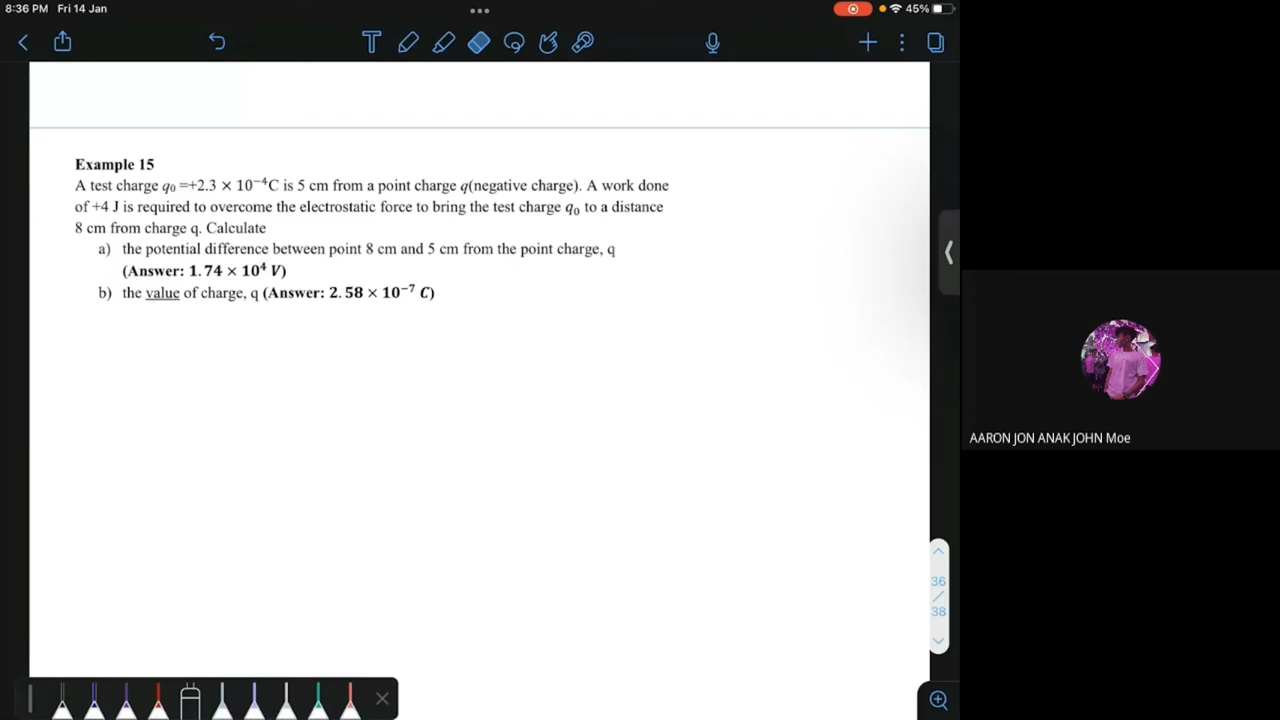 8:36 PM Fri 14 Jan
45%
T
Example 15
A test charge q₀ =+2.3 × 10⁻⁴C is 5 cm from a point charge q(negative charge). A work done
of +4 J is required to overcome the electrostatic force to bring the test charge q₀ to a distance
8 cm from charge q. Calculate
a) the potential difference between point 8 cm and 5 cm from the point charge, q
(Answer: 1.74 × 10⁴ V)
b) the value of charge, q (Answer: 2.58 × 10⁻⁷ C)
AARON JON ANAK JOHN Moe
36
/
38